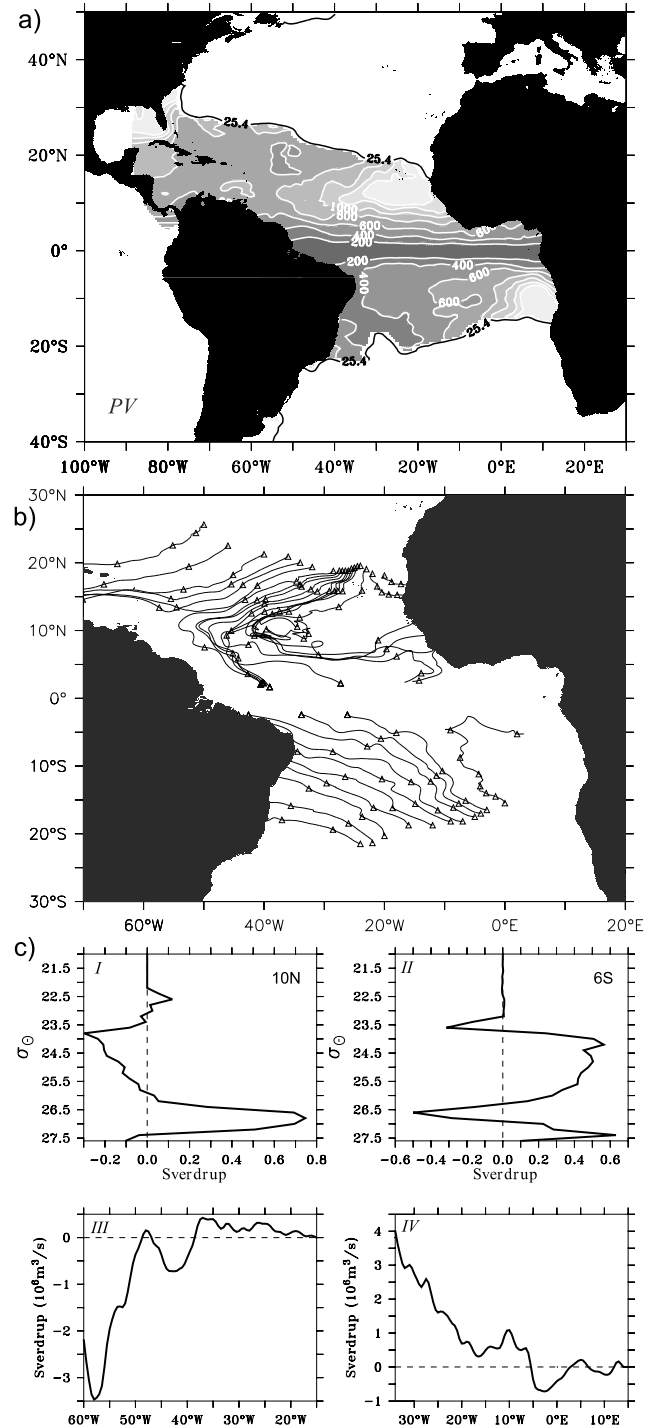 a)
40°N
20°N
0°
20°S
40°S
100°W 80°W 60°W 40°W 20°W 0°E 20°E
25.4
25.4
1000
800
600
60
400
200
200
400
400
600
600
25.4
25.4
PV
b)
30°N
20°N
10°N
0°
10°S
20°S
30°S
60°W 40°W 20°W 0°E 20°E
c)
I
10N
21.5
22.5
23.5
24.5
25.5
26.5
27.5
σΘ
-0.2 0.0 0.2 0.4 0.6 0.8
Sverdrup
II
6S
21.5
22.5
23.5
24.5
25.5
26.5
27.5
σΘ
-0.6 -0.4 -0.2 0.0 0.2 0.4 0.6
Sverdrup
III
0
-1
-2
-3
Sverdrup (10⁶m³/s)
60°W 50°W 40°W 30°W 20°W
IV
4
3
2
1
0
-1
Sverdrup (10⁶m³/s)
30°W 20°W 10°W 0°E 10°E